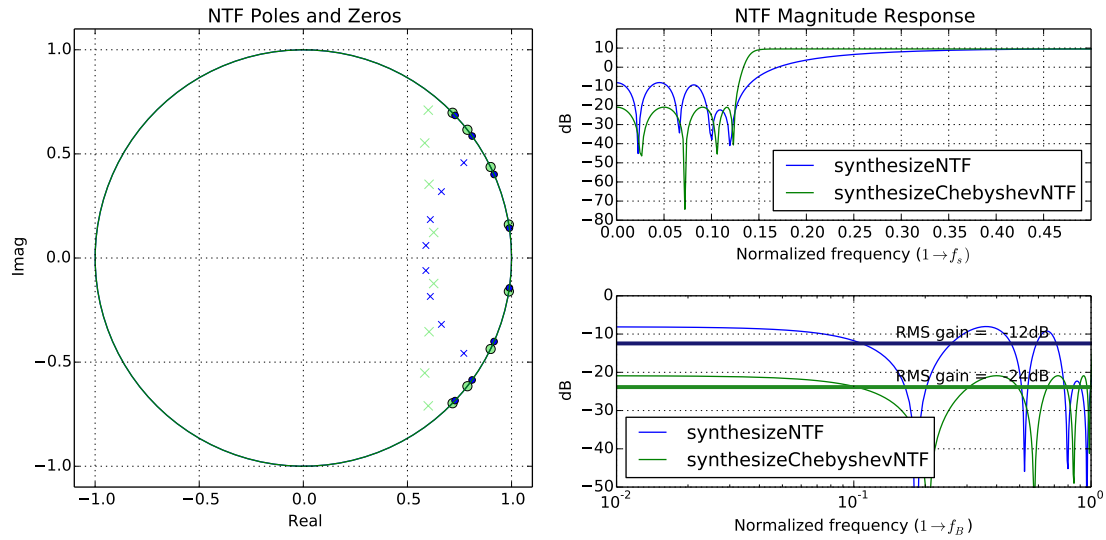 NTF Poles and Zeros
1.0
0.5
0.0
−0.5
−1.0
Imag
−1.0 −0.5 0.0 0.5 1.0
Real
NTF Magnitude Response
10
0
−10
−20
−30
−40
−50
−60
−70
−80
dB
synthesizeNTF
synthesizeChebyshevNTF
0.00 0.05 0.10 0.15 0.20 0.25 0.30 0.35 0.40 0.45
Normalized frequency (1→f_s)
0
−10
−20
−30
−40
−50
dB
RMS gain = -12dB
RMS gain = -24dB
synthesizeNTF
synthesizeChebyshevNTF
10^-2 10^-1 10^0
Normalized frequency (1→f_B)